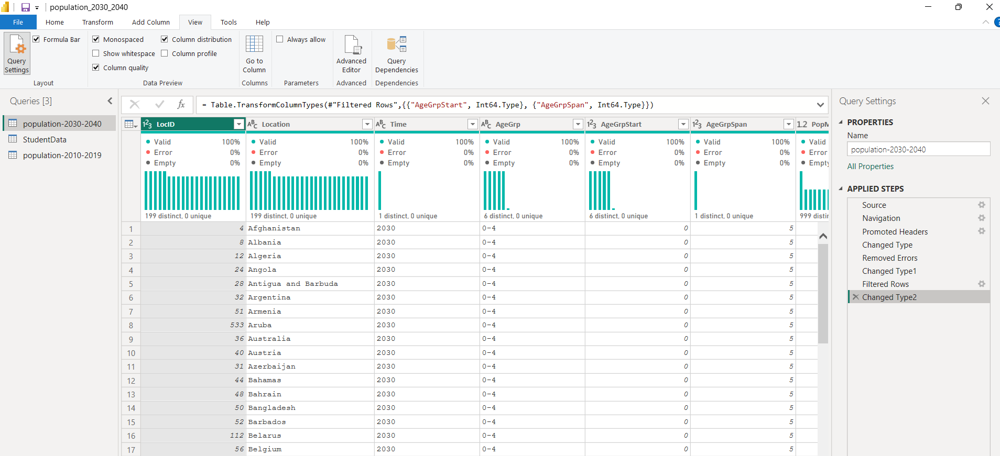 population_2030_2040
File Home Transform Add Column View Tools Help
Query Settings
Formula Bar
Layout
Monospaced
Show whitespace
Column quality
Column distribution
Column profile
Data Preview
Go to Column
Columns
Always allow
Parameters
Advanced Editor
Advanced
Query Dependencies
Dependencies
Queries [3]
population-2030-2040
StudentData
population-2010-2019
fx = Table.TransformColumnTypes(#"Filtered Rows",{{"AgeGrpStart", Int64.Type}, {"AgeGrpSpan", Int64.Type}})
123 LocID ABC Location ABC Time ABC AgeGrp 123 AgeGrpStart 123 AgeGrpSpan 1.2 PopM
Valid 100% Valid 100% Valid 100% Valid 100% Valid 100% Valid 100% Valid
Error 0% Error 0% Error 0% Error 0% Error 0% Error 0% Error
Empty 0% Empty 0% Empty 0% Empty 0% Empty 0% Empty 0% Empty
199 distinct, 0 unique 199 distinct, 0 unique 1 distinct, 0 unique 6 distinct, 0 unique 6 distinct, 0 unique 1 distinct, 0 unique 999 distin
1 4 Afghanistan 2030 0-4 0 5
2 8 Albania 2030 0-4 0 5
3 12 Algeria 2030 0-4 0 5
4 24 Angola 2030 0-4 0 5
5 28 Antigua and Barbuda 2030 0-4 0 5
6 32 Argentina 2030 0-4 0 5
7 51 Armenia 2030 0-4 0 5
8 533 Aruba 2030 0-4 0 5
9 36 Australia 2030 0-4 0 5
10 40 Austria 2030 0-4 0 5
11 31 Azerbaijan 2030 0-4 0 5
12 44 Bahamas 2030 0-4 0 5
13 48 Bahrain 2030 0-4 0 5
14 50 Bangladesh 2030 0-4 0 5
15 52 Barbados 2030 0-4 0 5
16 112 Belarus 2030 0-4 0 5
17 56 Belgium 2030 0-4 0 5
Query Settings
PROPERTIES
Name
population-2030-2040
All Properties
APPLIED STEPS
Source
Navigation
Promoted Headers
Changed Type
Removed Errors
Changed Type1
Filtered Rows
Changed Type2